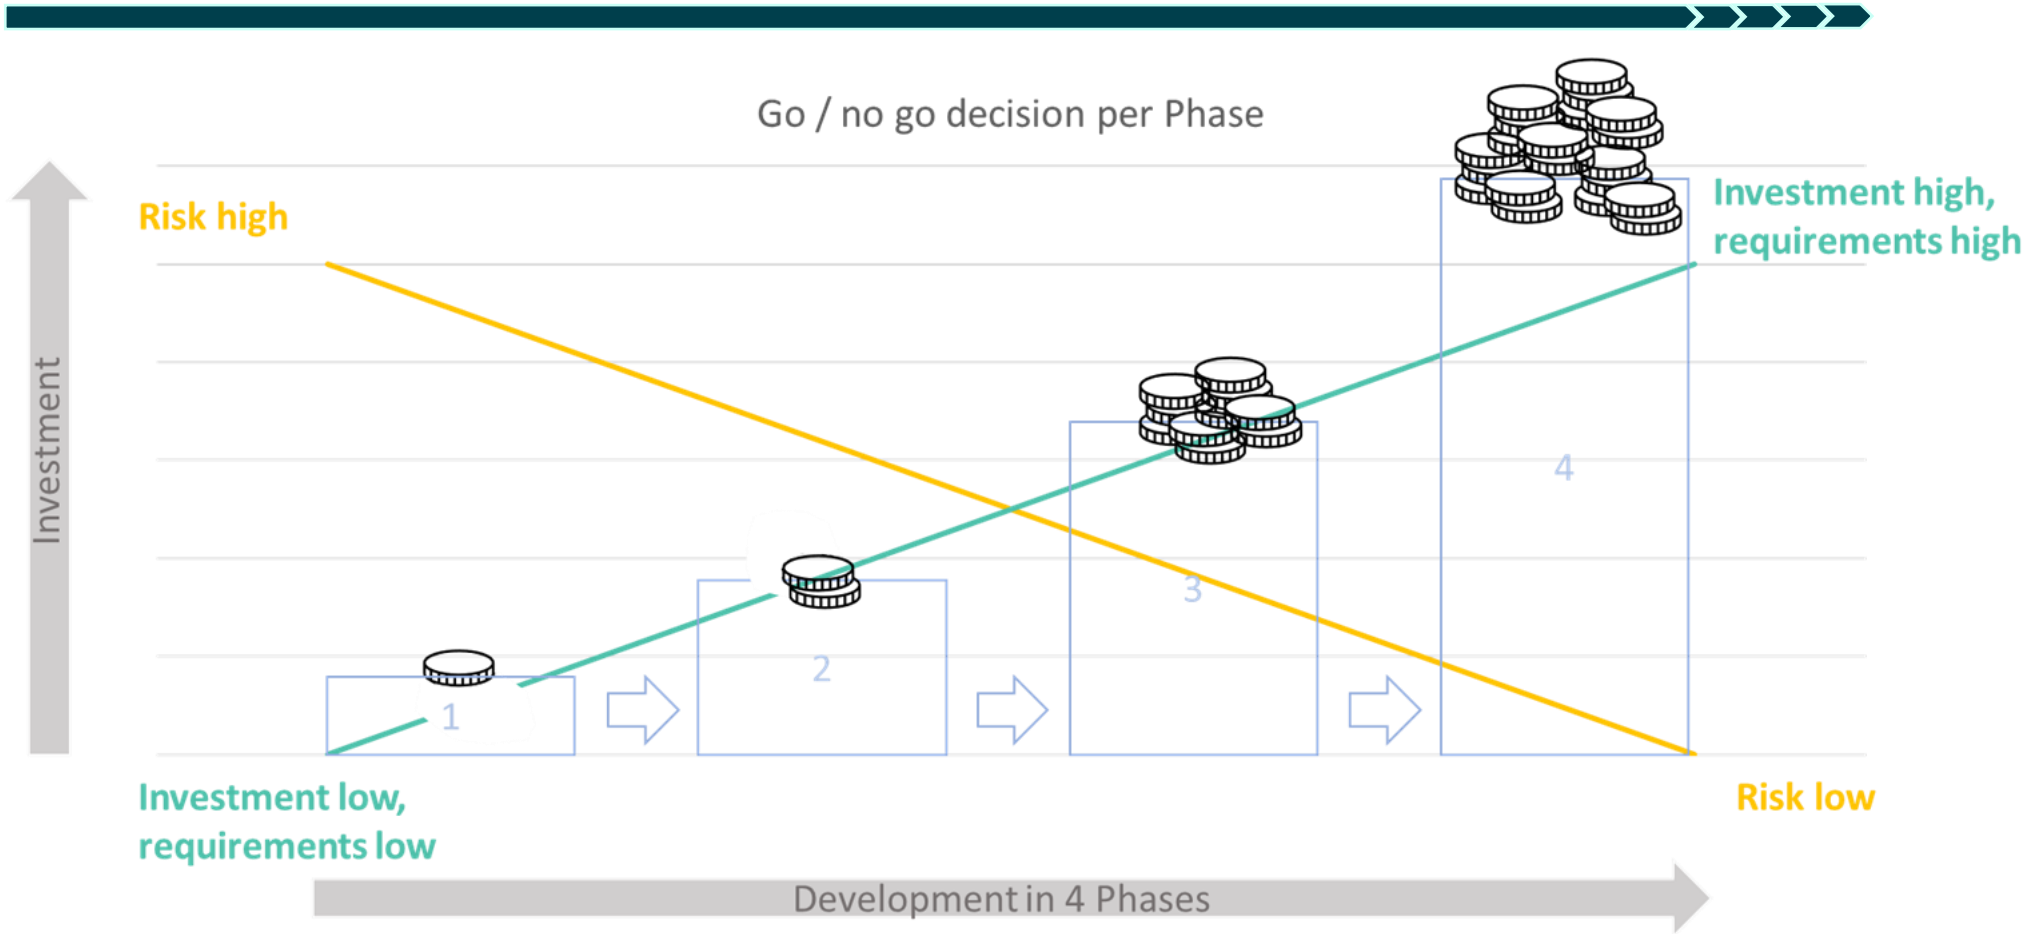 Go / no go decision per Phase
Risk high
Investment high,
requirements high
Investment
4
3
2
1
Investment low,
requirements low
Risk low
Development in 4 Phases